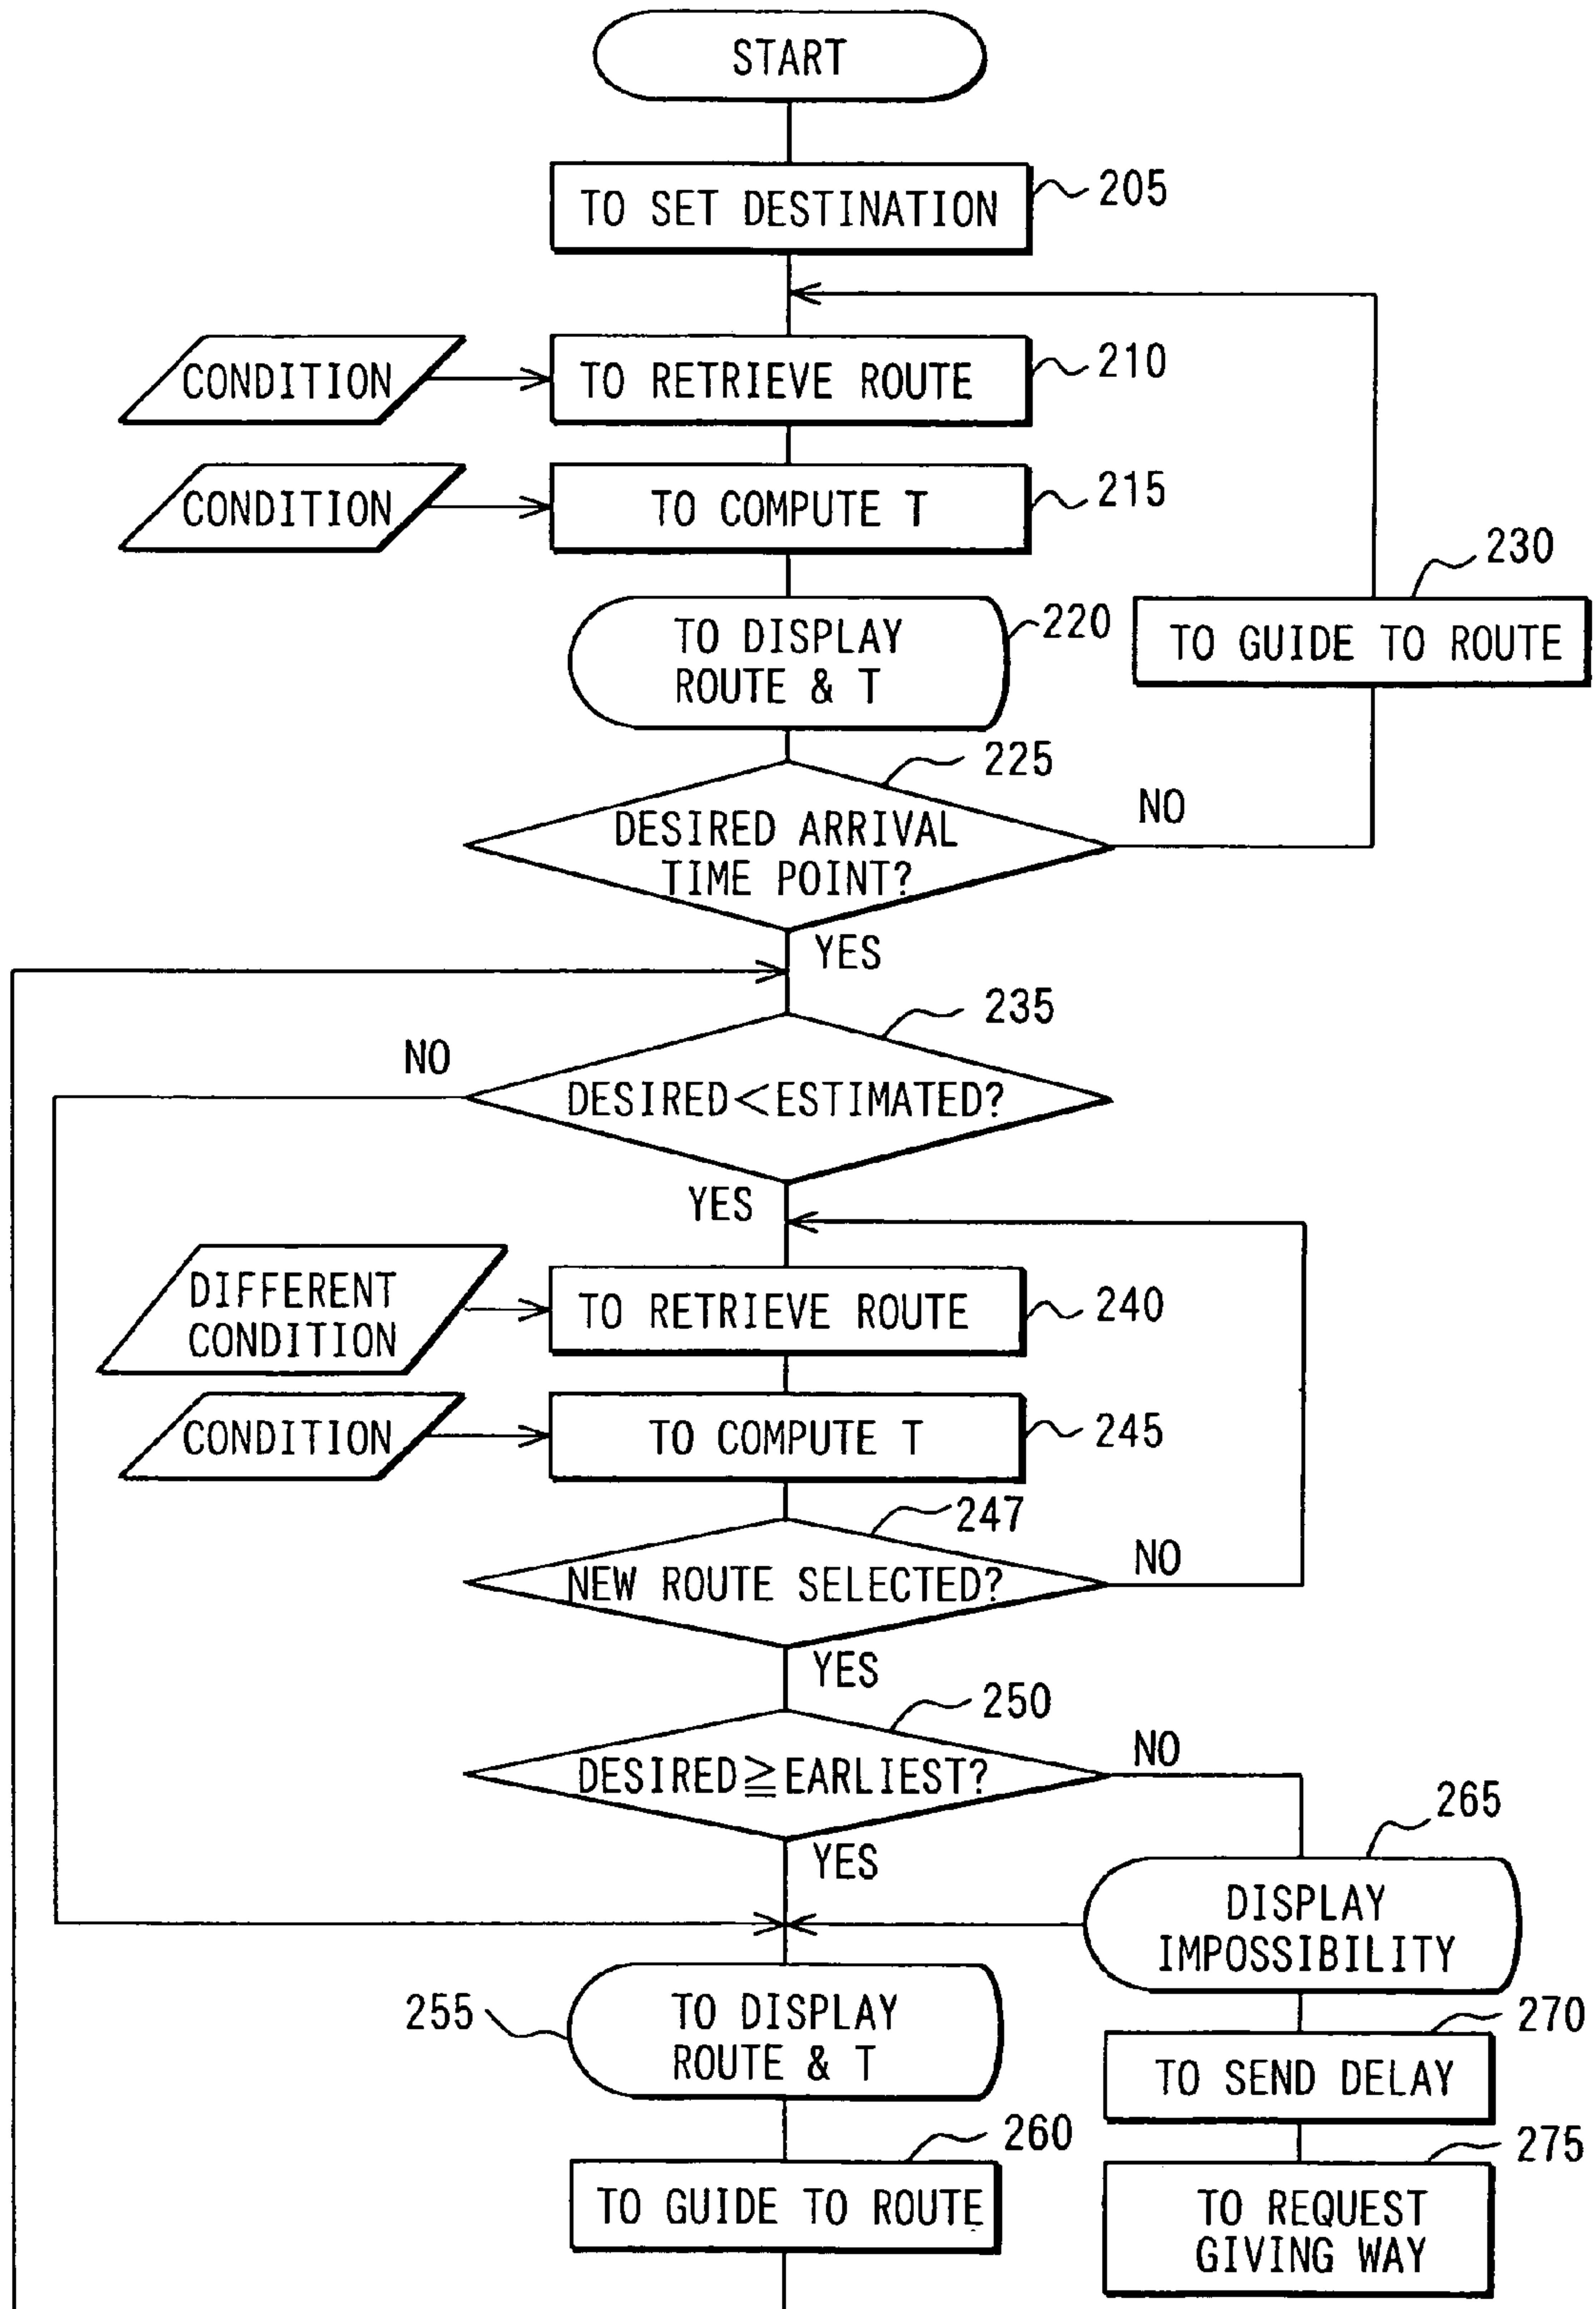 START
TO SET DESTINATION
205
CONDITION
TO RETRIEVE ROUTE
210
CONDITION
TO COMPUTE T
215
TO DISPLAY
ROUTE & T
220
230
TO GUIDE TO ROUTE
225
DESIRED ARRIVAL
TIME POINT?
NO
YES
235
NO
DESIRED<ESTIMATED?
YES
DIFFERENT
CONDITION
TO RETRIEVE ROUTE
240
CONDITION
TO COMPUTE T
245
247
NEW ROUTE SELECTED?
NO
YES
250
DESIRED≧EARLIEST?
NO
YES
265
DISPLAY
IMPOSSIBILITY
255
TO DISPLAY
ROUTE & T
270
TO SEND DELAY
260
TO GUIDE TO ROUTE
275
TO REQUEST
GIVING WAY